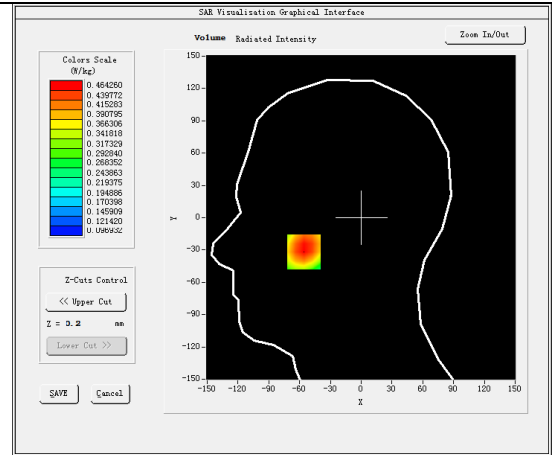 SAR Visualisation Graphical Interface
Volume Radiated Intensity
Zoom In/Out
Colors Scale
(W/kg)
0.464260
0.439772
0.415283
0.390795
0.366306
0.341818
0.317329
0.292840
0.268352
0.243863
0.219375
0.194886
0.170398
0.145909
0.121420
0.096932
Z-Cuts Control
<< Upper Cut
Z = 0.2 mm
Lower Cut >>
SAVE Cancel
150
120
90
60
30
0
-30
-60
-90
-120
-150
Y
-150 -120 -90 -60 -30 0 30 60 90 120 150
X